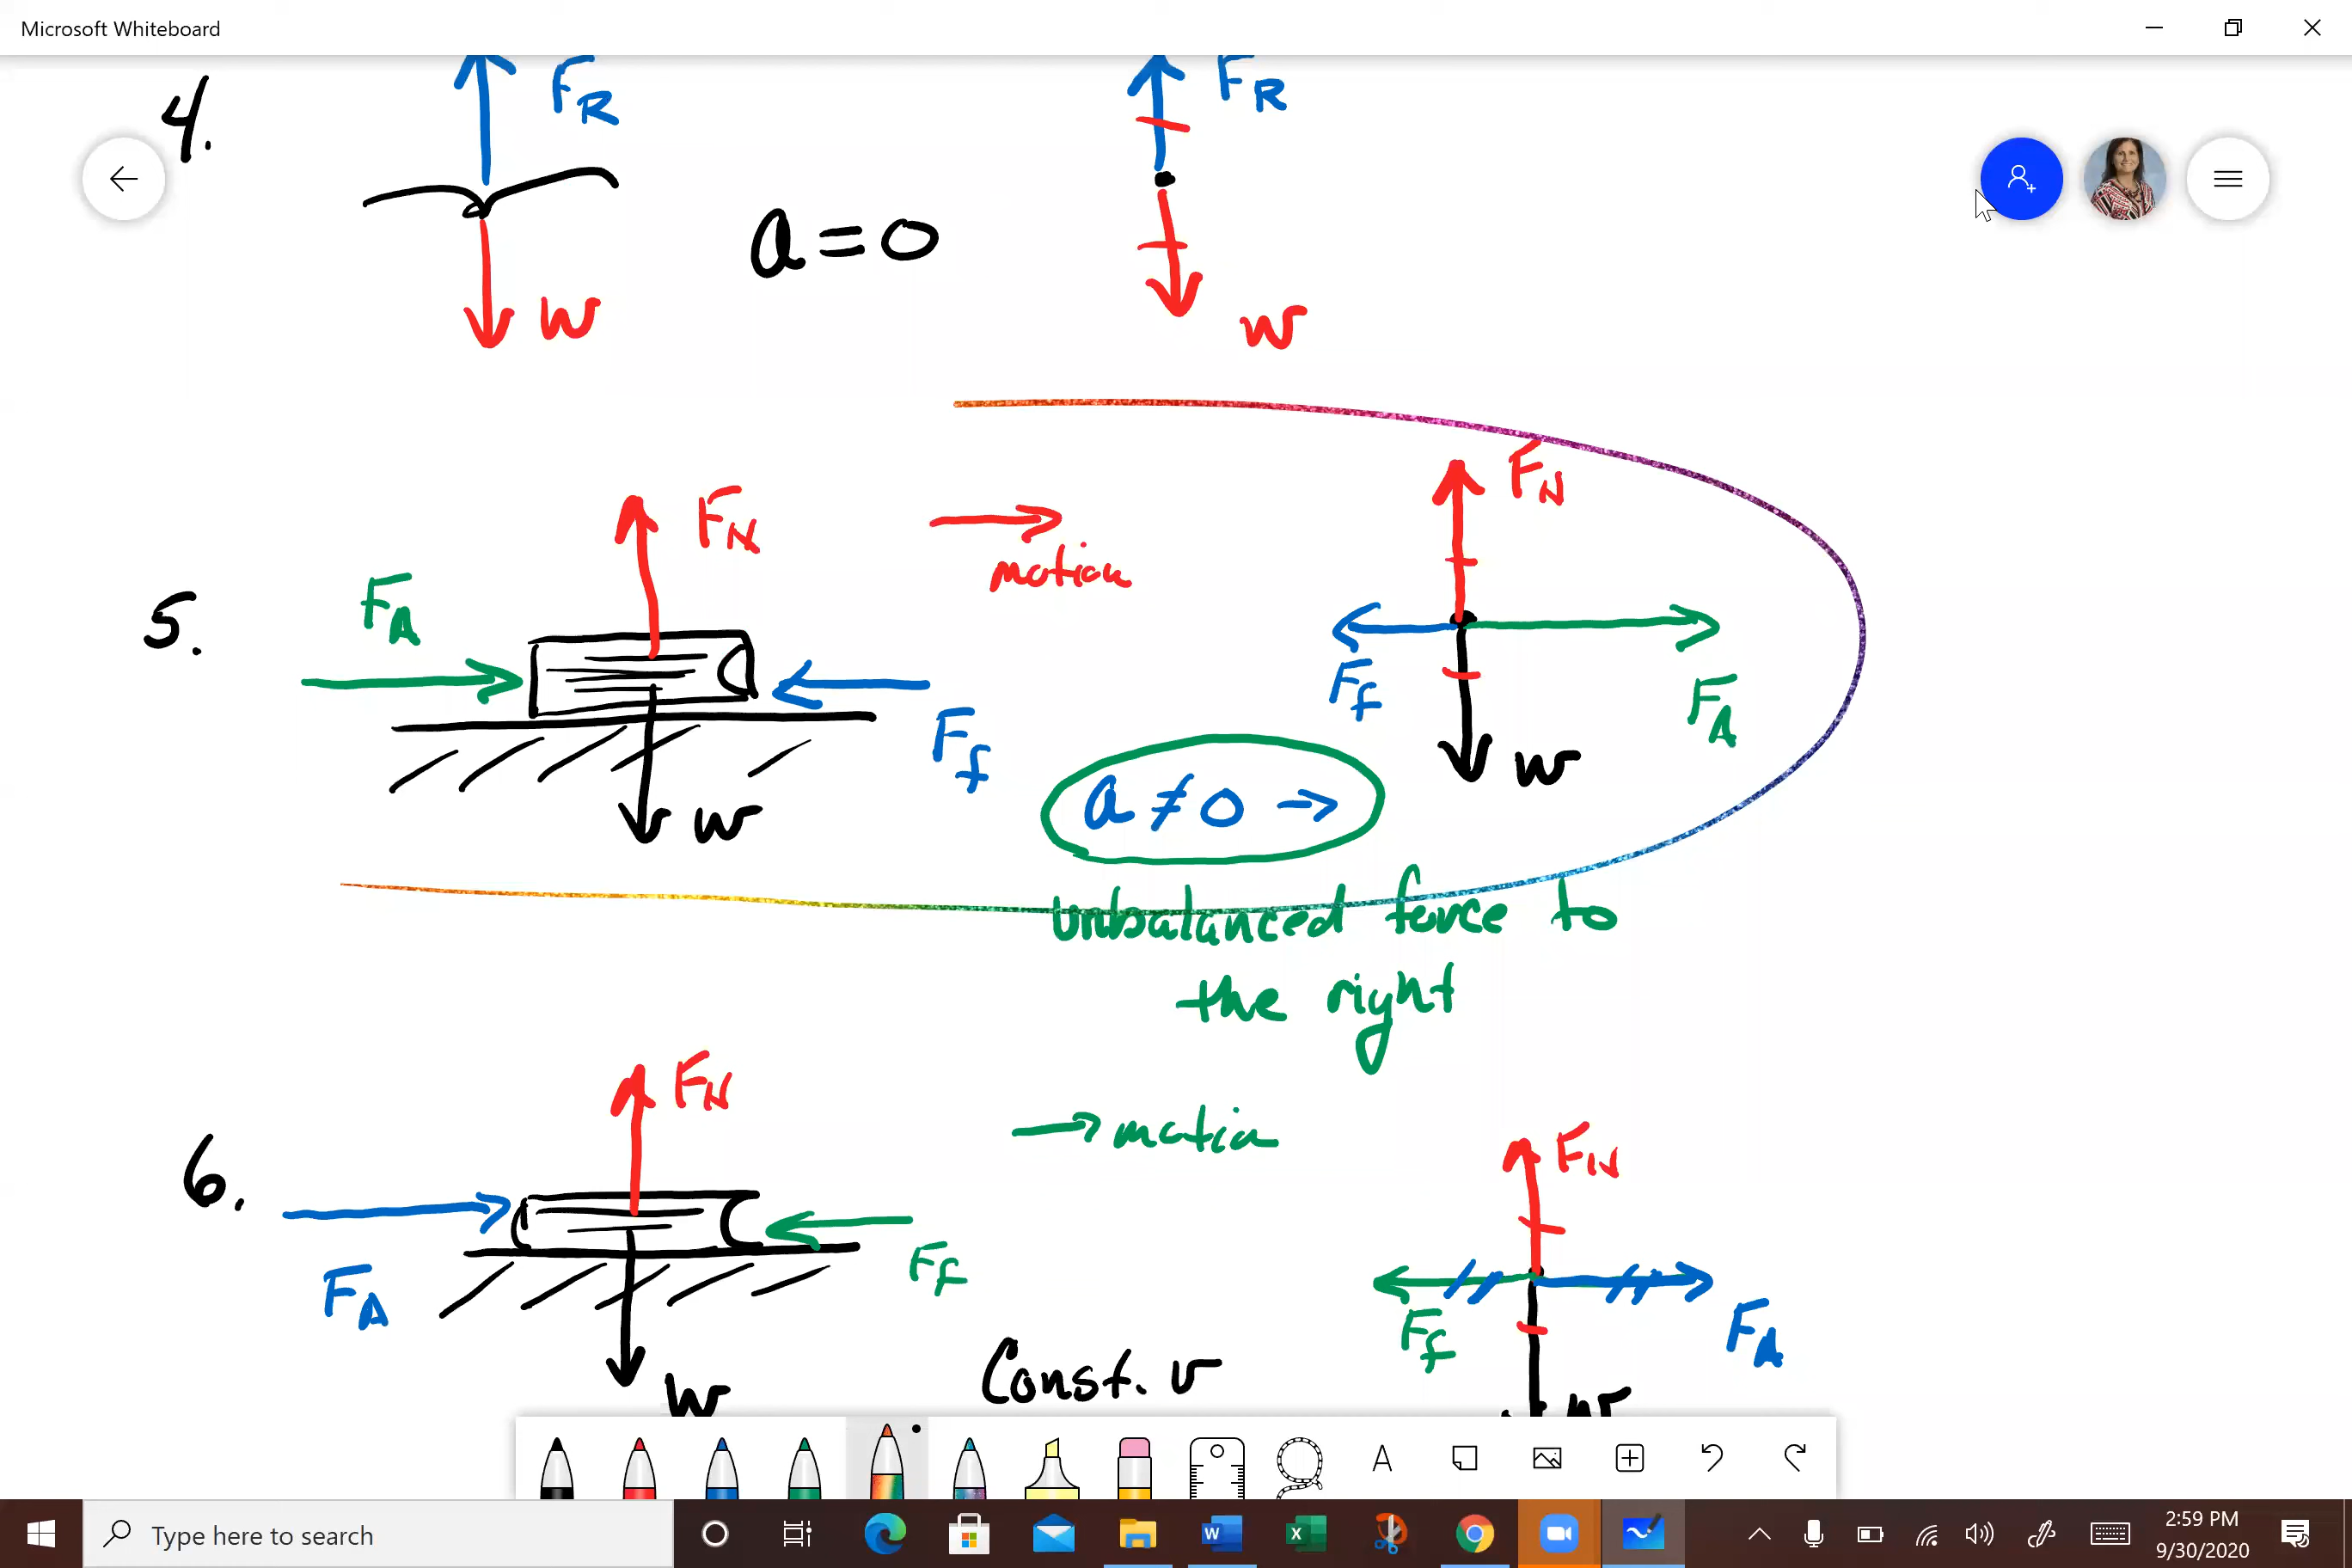 Microsoft Whiteboard
4.
FR
FR
a = 0
W
W
5.
FA
FN
motion
FN
Ff
FA
Ff
W
W
a ≠ 0 →
unbalanced force to
the right
6.
FN
→ motion
FN
FA
Ff
Ff
FA
W
Const. v
W
A
Type here to search
2:59 PM
9/30/2020